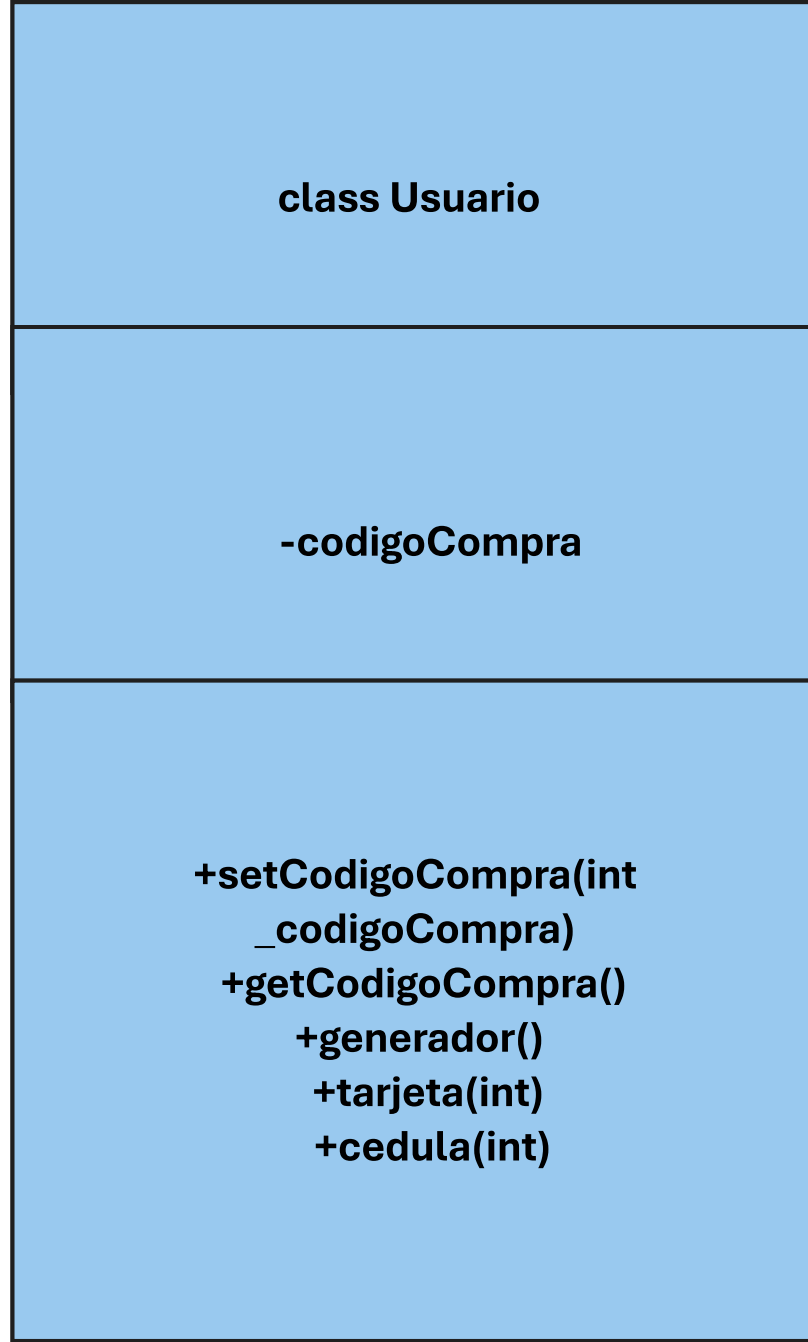 class Usuario
-codigoCompra
+setCodigoCompra(int
_codigoCompra)
+getCodigoCompra()
+generador()
+tarjeta(int)
+cedula(int)